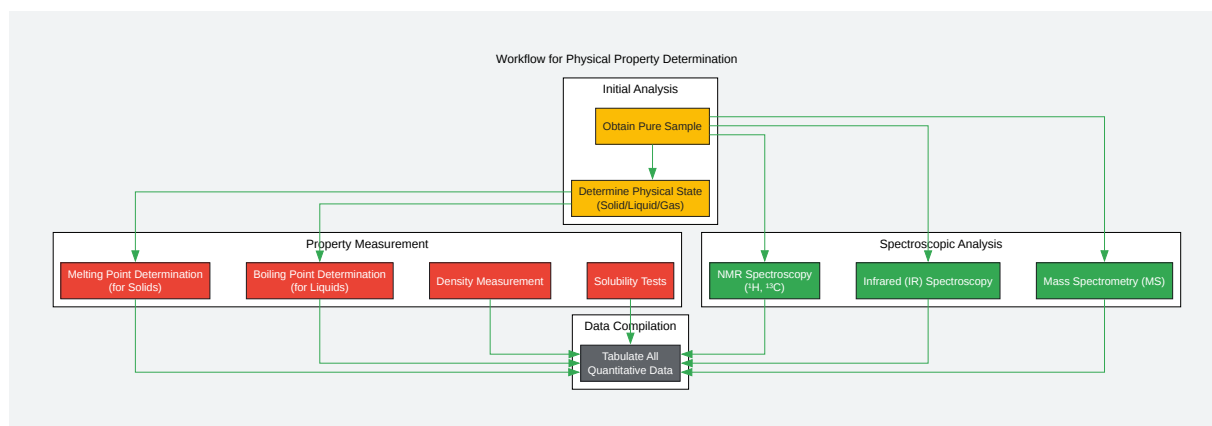 Workflow for Physical Property Determination
Initial Analysis
Obtain Pure Sample
Determine Physical State
(Solid/Liquid/Gas)
Property Measurement
Melting Point Determination
(for Solids)
Boiling Point Determination
(for Liquids)
Density Measurement
Solubility Tests
Spectroscopic Analysis
NMR Spectroscopy
(¹H, ¹³C)
Infrared (IR) Spectroscopy
Mass Spectrometry (MS)
Data Compilation
Tabulate All
Quantitative Data